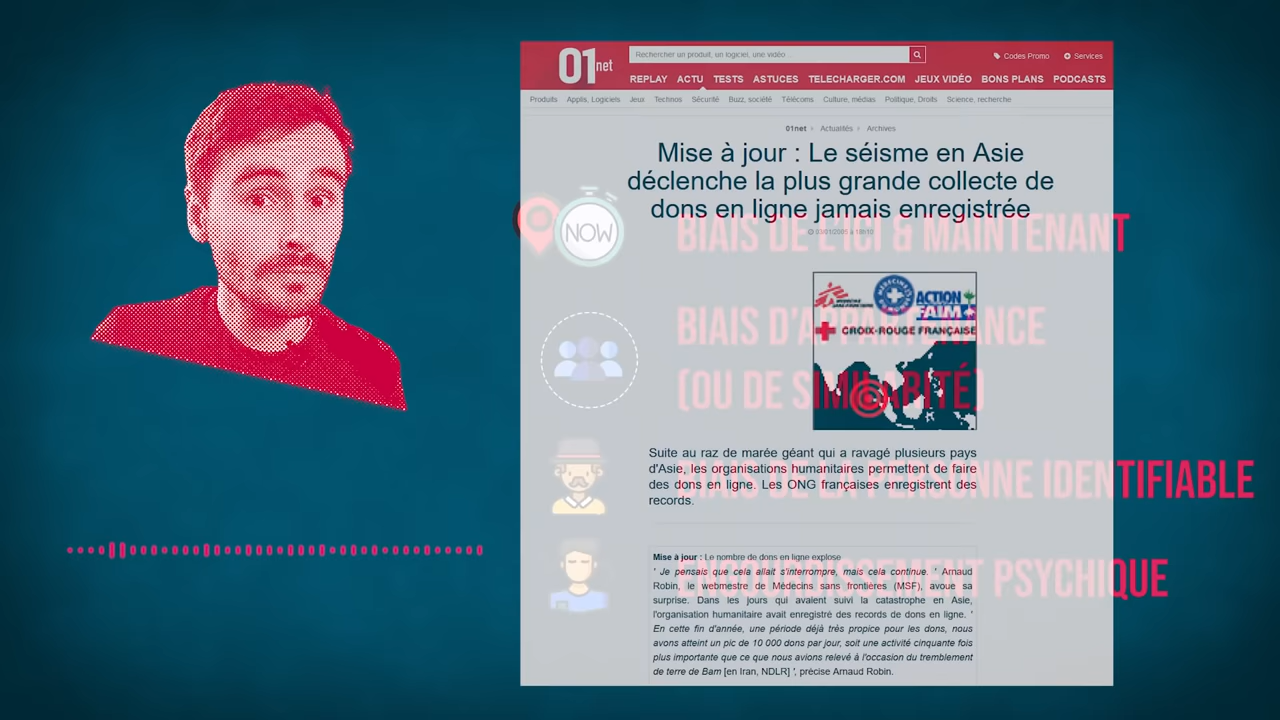 01net
Rechercher un produit, un logiciel, une vidéo
Codes Promo
Services
REPLAY ACTU TESTS ASTUCES TELECHARGER.COM JEUX VIDÉO BONS PLANS PODCASTS
Produits Applis, Logiciels Jeux Technos Sécurité Buzz, société Télécoms Culture, médias Politique, Droits Science, recherche
01net Actualités Archives
Mise à jour : Le séisme en Asie
déclenche la plus grande collecte de
dons en ligne jamais enregistrée
03/01/2005 à 18h10
NOW
BIAIS DE L'ICI & MAINTENANT
ACTION
FAIM
CROIX-ROUGE FRANÇAISE
BIAIS D'APPARTENANCE
(OU DE SIMILARITÉ)
Suite au raz de marée géant qui a ravagé plusieurs pays
d'Asie, les organisations humanitaires permettent de faire
des dons en ligne. Les ONG françaises enregistrent des
records.
BIAIS DE LA PERSONNE IDENTIFIABLE
Mise à jour : Le nombre de dons en ligne explose
' Je pensais que cela allait s'interrompre, mais cela continue. ' Arnaud
Robin, le webmestre de Médecins sans frontières (MSF), avoue sa
surprise. Dans les jours qui avaient suivi la catastrophe en Asie,
l'organisation humanitaire avait enregistré des records de dons en ligne. '
En cette fin d'année, une période déjà très propice pour les dons, nous
avons atteint un pic de 10 000 dons par jour, soit une activité cinquante fois
plus importante que ce que nous avions relevé à l'occasion du tremblement
de terre de Bam [en Iran, NDLR] ', précise Arnaud Robin.
ENGOURDISSEMENT PSYCHIQUE